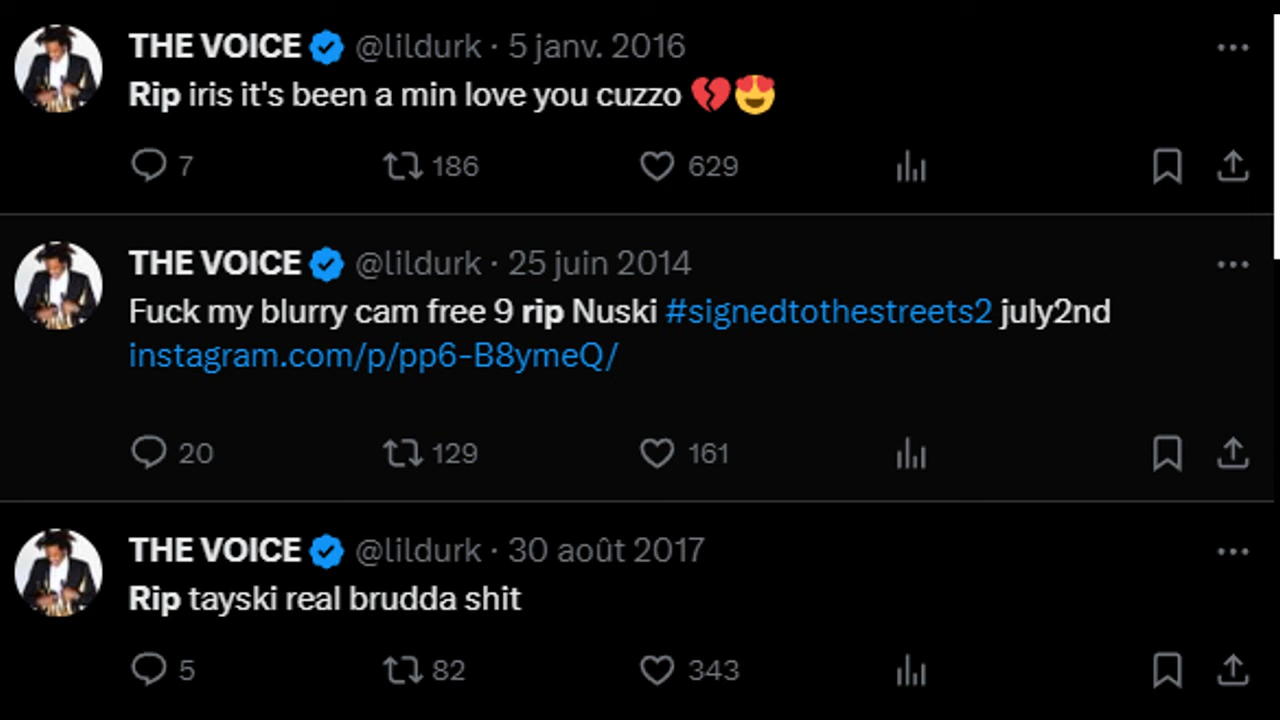 THE VOICE @lildurk · 5 janv. 2016
Rip iris it's been a min love you cuzzo 💔😍
7 186 629
THE VOICE @lildurk · 25 juin 2014
Fuck my blurry cam free 9 rip Nuski #signedtothestreets2 july2nd
instagram.com/p/pp6-B8ymeQ/
20 129 161
THE VOICE @lildurk · 30 août 2017
Rip tayski real brudda shit
5 82 343